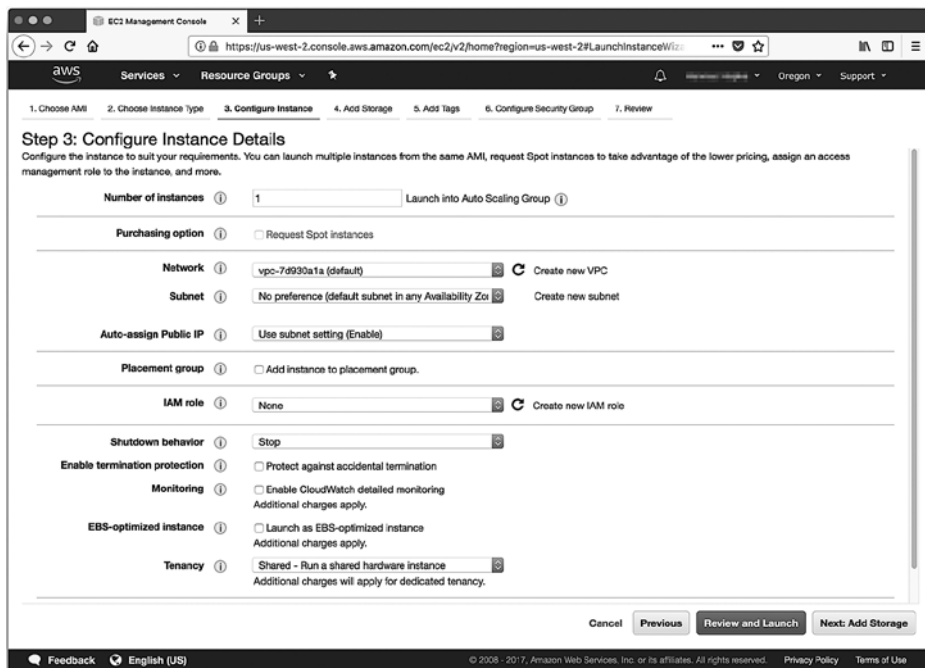 EC2 Management Console
https://us-west-2.console.aws.amazon.com/ec2/v2/home?region=us-west-2#LaunchInstanceWiza
aws Services Resource Groups Oregon Support
1. Choose AMI 2. Choose Instance Type 3. Configure Instance 4. Add Storage 5. Add Tags 6. Configure Security Group 7. Review
Step 3: Configure Instance Details
Configure the instance to suit your requirements. You can launch multiple instances from the same AMI, request Spot instances to take advantage of the lower pricing, assign an access
management role to the instance, and more.
Number of instances 1 Launch into Auto Scaling Group
Purchasing option Request Spot instances
Network vpc-7d930a1a (default) Create new VPC
Subnet No preference (default subnet in any Availability Zo Create new subnet
Auto-assign Public IP Use subnet setting (Enable)
Placement group Add instance to placement group.
IAM role None Create new IAM role
Shutdown behavior Stop
Enable termination protection Protect against accidental termination
Monitoring Enable CloudWatch detailed monitoring
Additional charges apply.
EBS-optimized instance Launch as EBS-optimized instance
Additional charges apply.
Tenancy Shared - Run a shared hardware instance
Additional charges will apply for dedicated tenancy.
Cancel Previous Review and Launch Next: Add Storage
Feedback English (US) © 2008 - 2017, Amazon Web Services, Inc. or its affiliates. All rights reserved. Privacy Policy Terms of Use